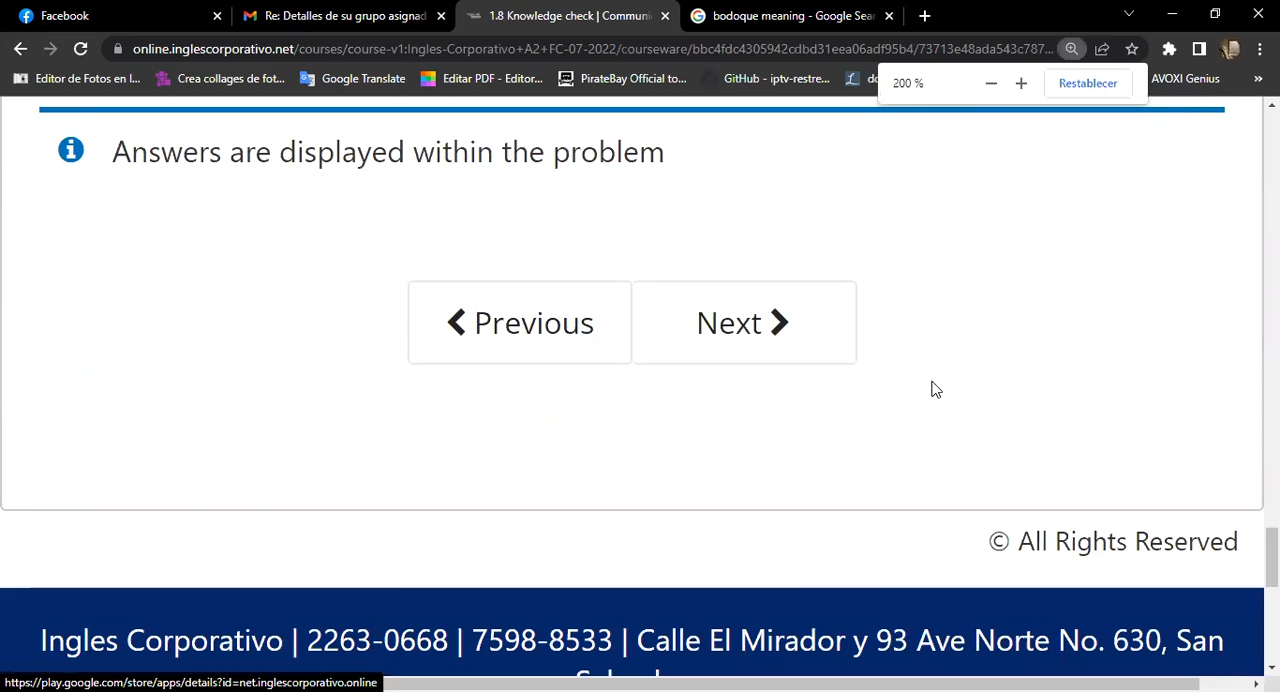 Facebook
Re: Detalles de su grupo asignad
1.8 Knowledge check | Communi
bodoque meaning - Google Sear
online.inglescorporativo.net/courses/course-v1:Ingles-Corporativo+A2+FC-07-2022/courseware/bbc4fdc4305942cdbd31eea06adf95b4/73713e48ada543c787...
Editor de Fotos en l...
Crea collages de fot...
Google Translate
Editar PDF - Editor...
PirateBay Official to...
GitHub - iptv-restre...
AVOXI Genius
200 %
Restablecer
Answers are displayed within the problem
Previous
Next
© All Rights Reserved
Ingles Corporativo | 2263-0668 | 7598-8533 | Calle El Mirador y 93 Ave Norte No. 630, San
https://play.google.com/store/apps/details?id=net.inglescorporativo.online